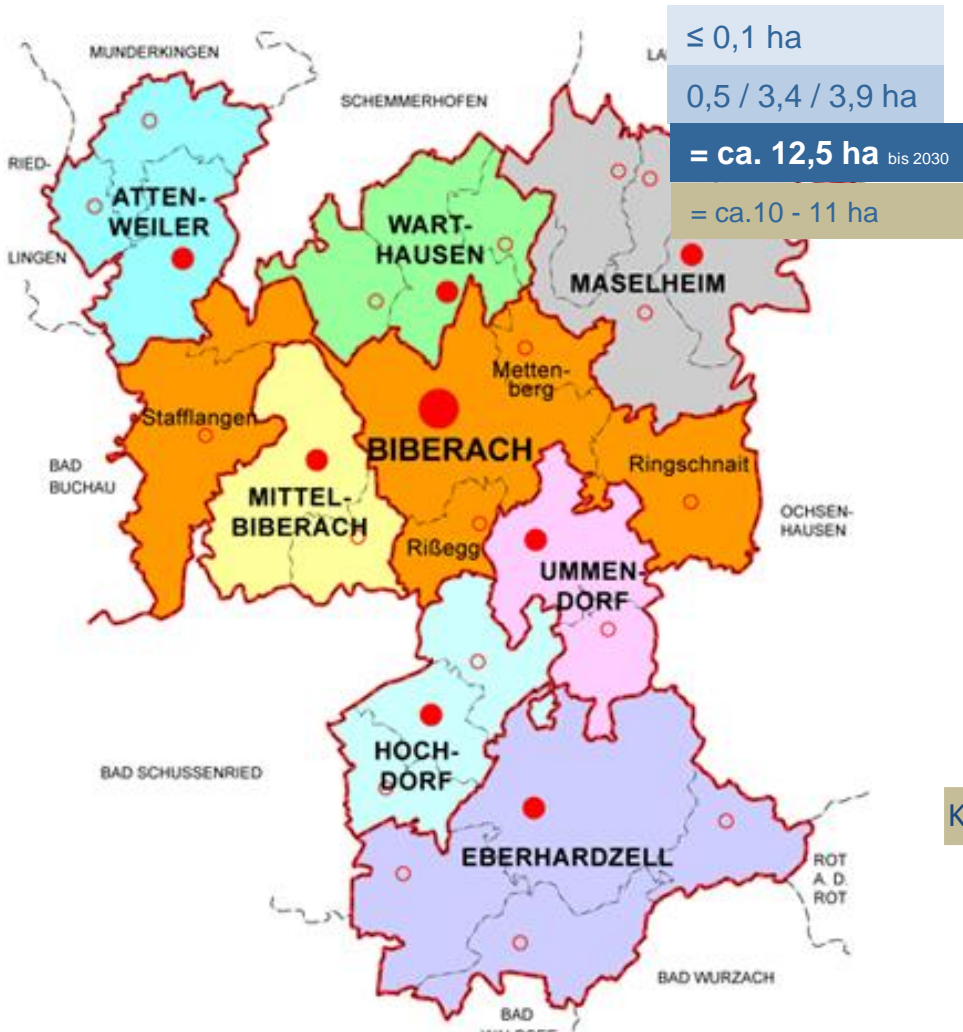 ≤ 0,1 ha
0,5 / 3,4 / 3,9 ha
= ca. 12,5 ha bis 2030
= ca.10 - 11 ha
MUNDERKINGEN
LA
SCHEMMERHOFEN
RIED-
LINGEN
ATTEN-
WEILER
WART-
HAUSEN
MASELHEIM
Metten-
berg
Stafflangen
BIBERACH
Ringschnait
BAD
BUCHAU
MITTEL-
BIBERACH
Rißegg
OCHSEN-
HAUSEN
UMMEN-
DORF
HOCH-
DORF
BAD SCHUSSENRIED
K
EBERHARDZELL
ROT
A. D.
ROT
BAD WURZACH
BAD